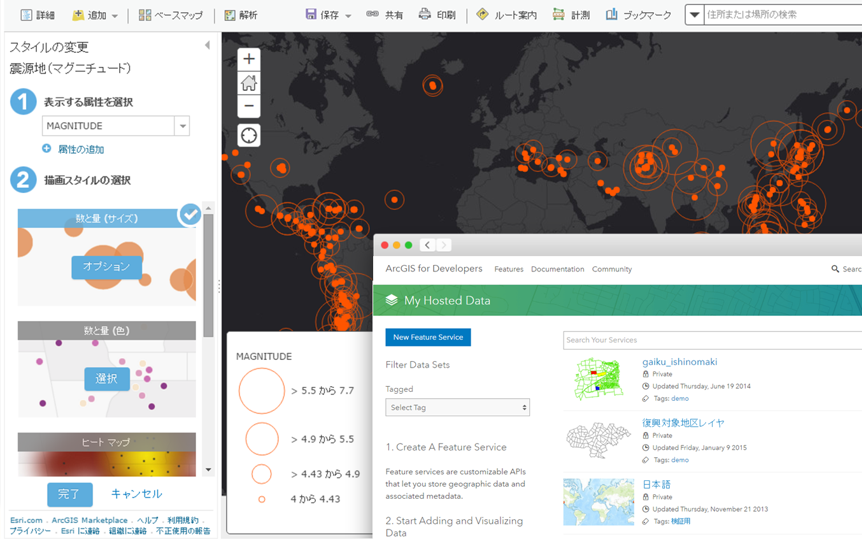 詳細 追加 ベースマップ 解析 保存 共有 印刷 ルート案内 計測 ブックマーク 住所または場所の検索
スタイルの変更
震源地(マグニチュード)
1 表示する属性を選択
MAGNITUDE
属性の追加
2 描画スタイルの選択
数と量 (サイズ)
オプション
数と量 (色)
選択
ヒート マップ
完了 キャンセル
Esri.com . ArcGIS Marketplace . ヘルプ . 利用規約 .
プライバシー . Esri に連絡 . 組織に連絡 . 不正使用の報告
MAGNITUDE
> 5.5 から 7.7
> 4.9 から 5.5
> 4.43 から 4.9
4 から 4.43
ArcGIS for Developers Features Documentation Community Searc
My Hosted Data
New Feature Service
Search Your Services
Filter Data Sets
Tagged
Select Tag
1. Create A Feature Service
Feature services are customizable APIs
that let you store geographic data and
associated metadata.
2. Start Adding and Visualizing
Data
gaiku_ishinomaki
Private
Updated Thursday, June 19 2014
Tags: demo
復興対象地区レイヤ
Private
Updated Friday, January 9 2015
Tags: demo
日本語
Private
Updated Thursday, November 21 2013
Tags: 検証用